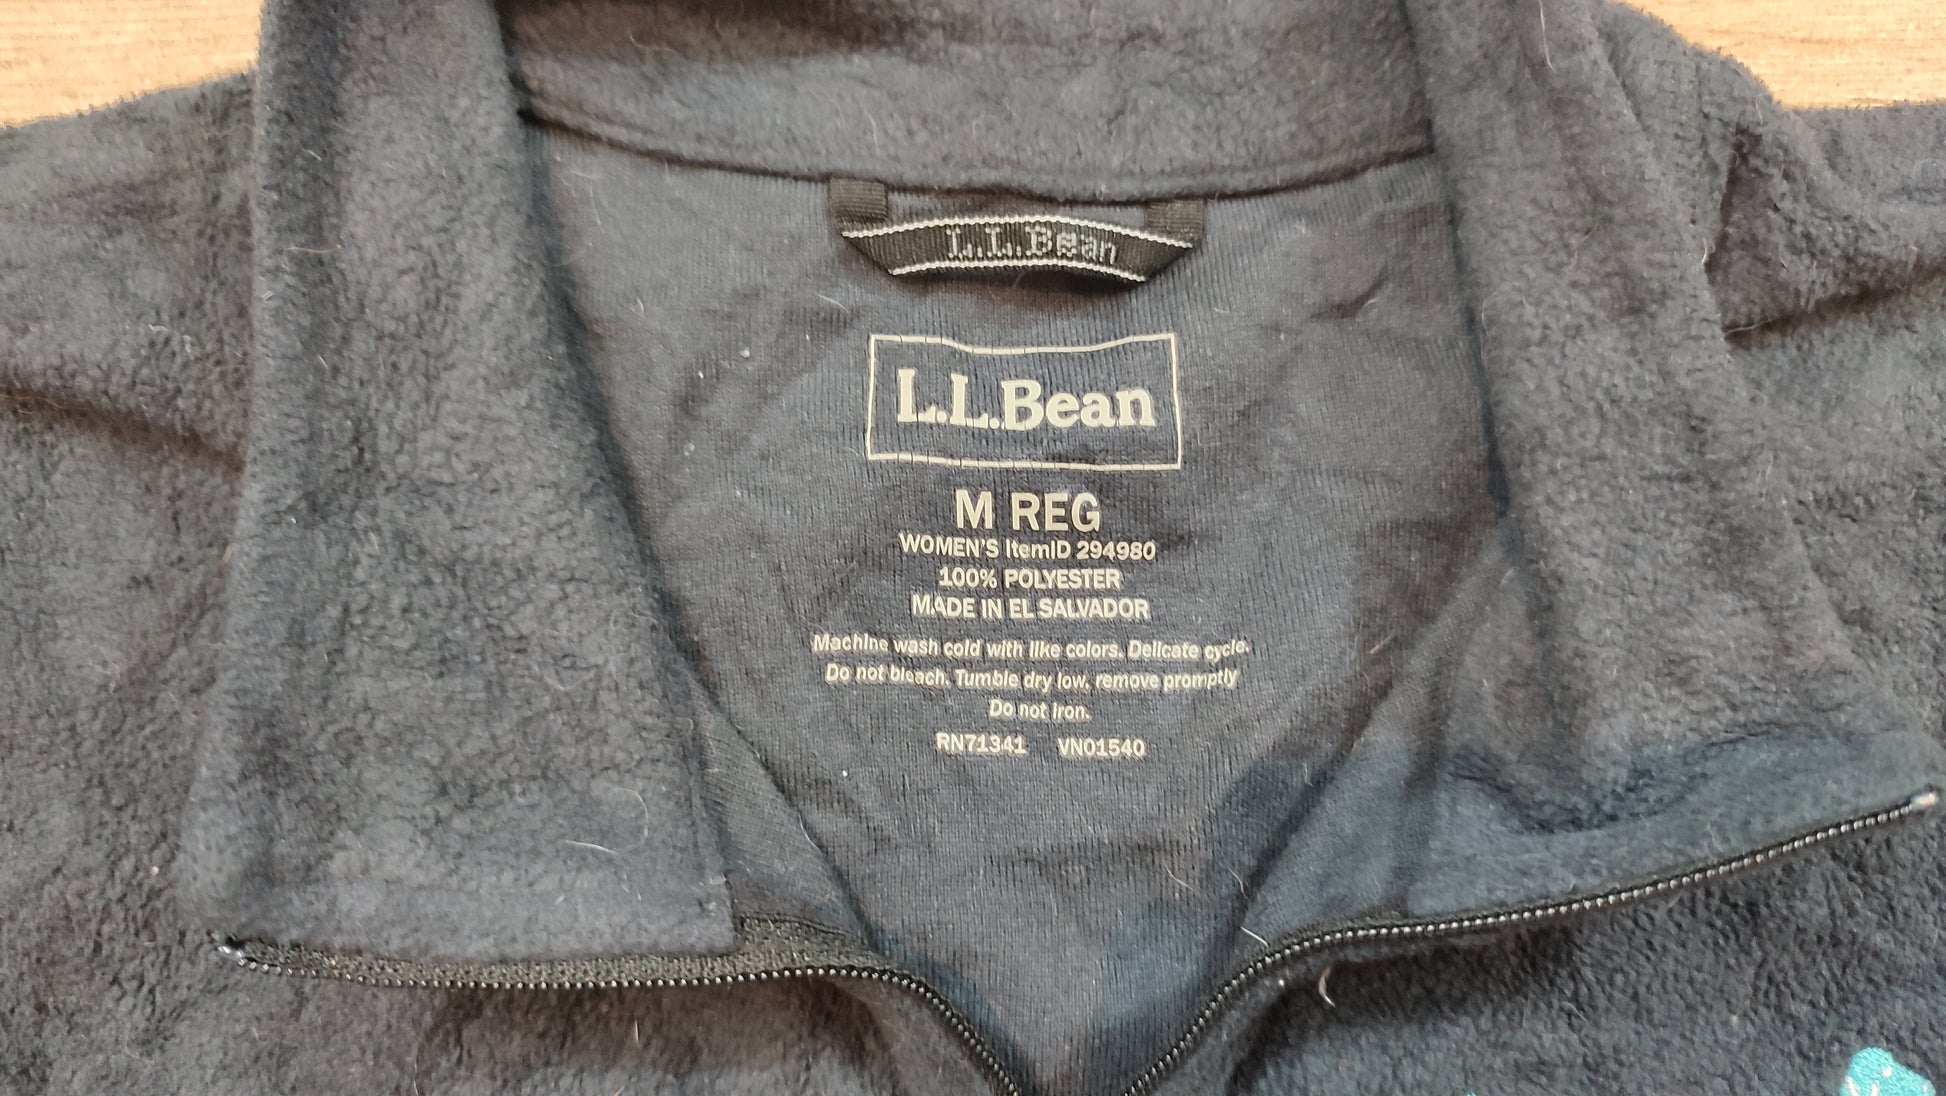 L.L.Bean
L.L.Bean
M REG
WOMEN'S ItemID 294980
100% POLYESTER
MADE IN EL SALVADOR
Machine wash cold with like colors. Delicate cycle.
Do not bleach. Tumble dry low, remove promptly
Do not iron.
RN71341 VN01540